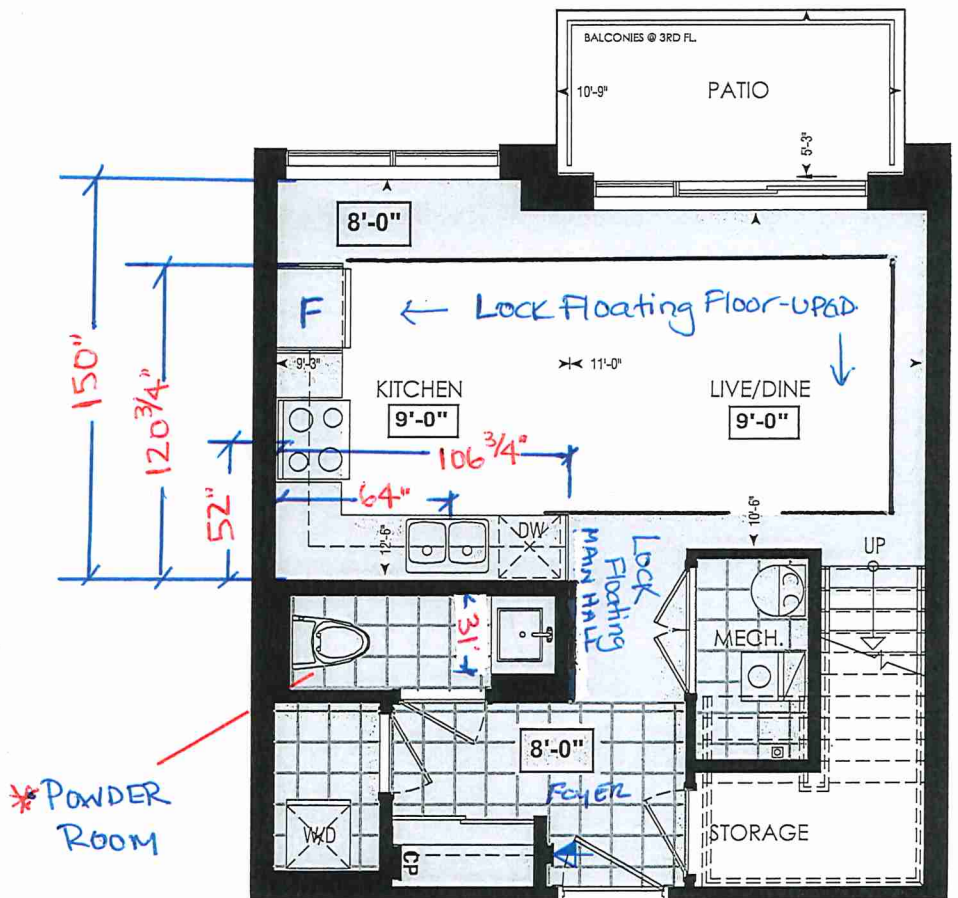 BALCONIES @ 3RD FL.
10'-9"
PATIO
5'-3"
8'-0"
150"
120 3/4"
52"
F
← Lock Floating Floor-UPGD.
9'-3"
11'-0"
KITCHEN
9'-0"
LIVE/DINE
9'-0"
106 3/4"
64"
12'-6"
DW
10'-6"
UP
Lock
Floating
MAIN HALL
31"
MECH.
8'-0"
FOYER
* POWDER
ROOM
W/D
CP
STORAGE